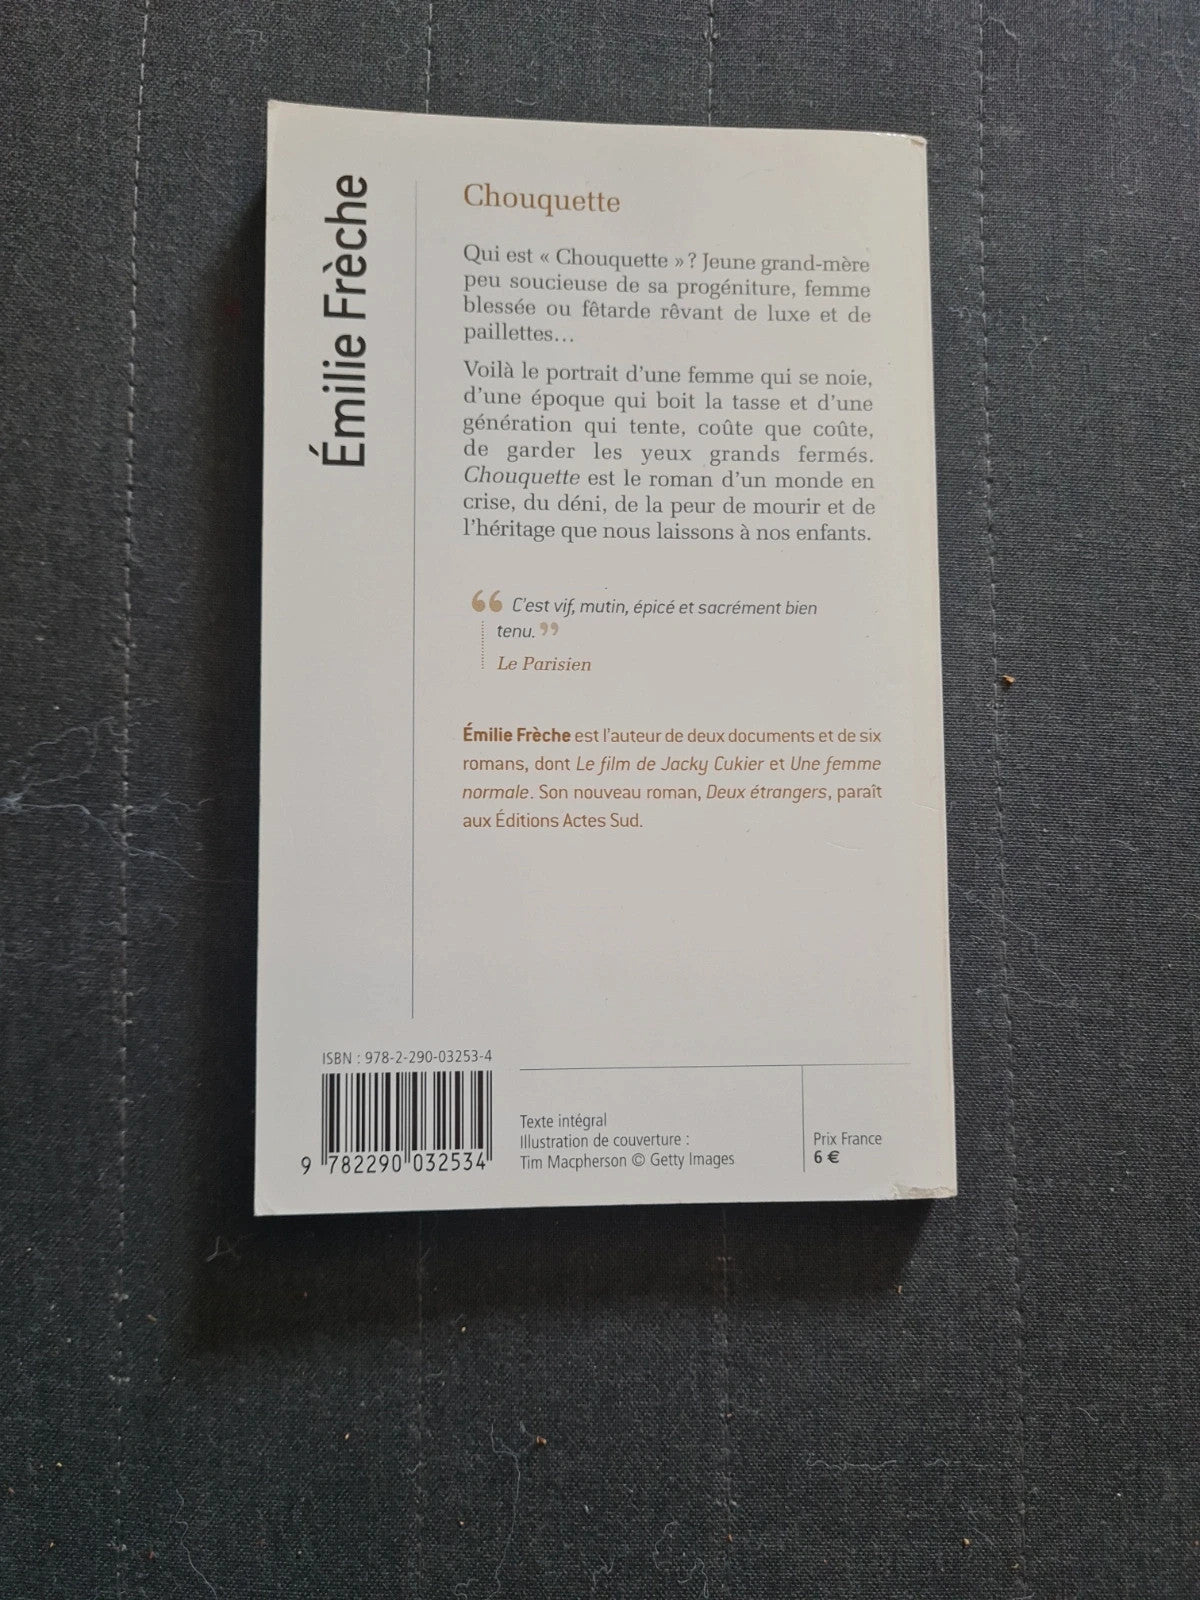 Émilie Frèche
Chouquette
Qui est « Chouquette » ? Jeune grand-mère
peu soucieuse de sa progéniture, femme
blessée ou fêtarde rêvant de luxe et de
paillettes…
Voilà le portrait d'une femme qui se noie,
d'une époque qui boit la tasse et d'une
génération qui tente, coûte que coûte,
de garder les yeux grands fermés.
Chouquette est le roman d'un monde en
crise, du déni, de la peur de mourir et de
l'héritage que nous laissons à nos enfants.
“ C'est vif, mutin, épicé et sacrément bien
tenu. ”
Le Parisien
Émilie Frèche est l'auteur de deux documents et de six
romans, dont Le film de Jacky Cukier et Une femme
normale. Son nouveau roman, Deux étrangers, paraît
aux Éditions Actes Sud.
ISBN : 978-2-290-03253-4
9 782290 032534
Texte intégral
Illustration de couverture :
Tim Macpherson © Getty Images
Prix France
6 €